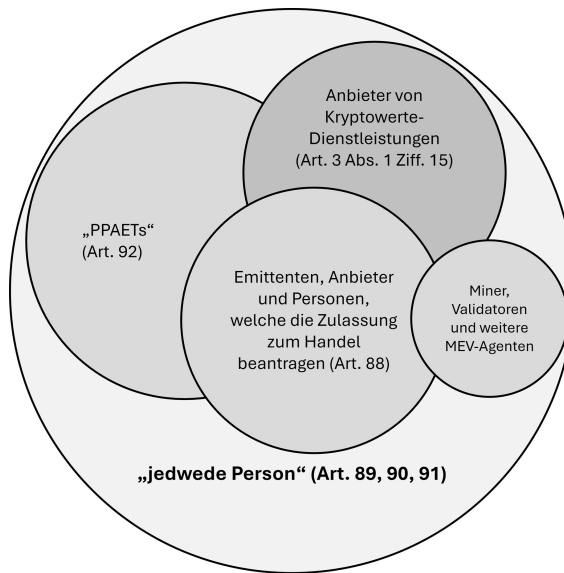 Anbieter von
Kryptowerte-
Dienstleistungen
(Art. 3 Abs. 1 Ziff. 15)
„PPAETs“
(Art. 92)
Emittenten, Anbieter
und Personen,
welche die Zulassung
zum Handel
beantragen (Art. 88)
Miner,
Validatoren
und weitere
MEV-Agenten
„jedwede Person“ (Art. 89, 90, 91)